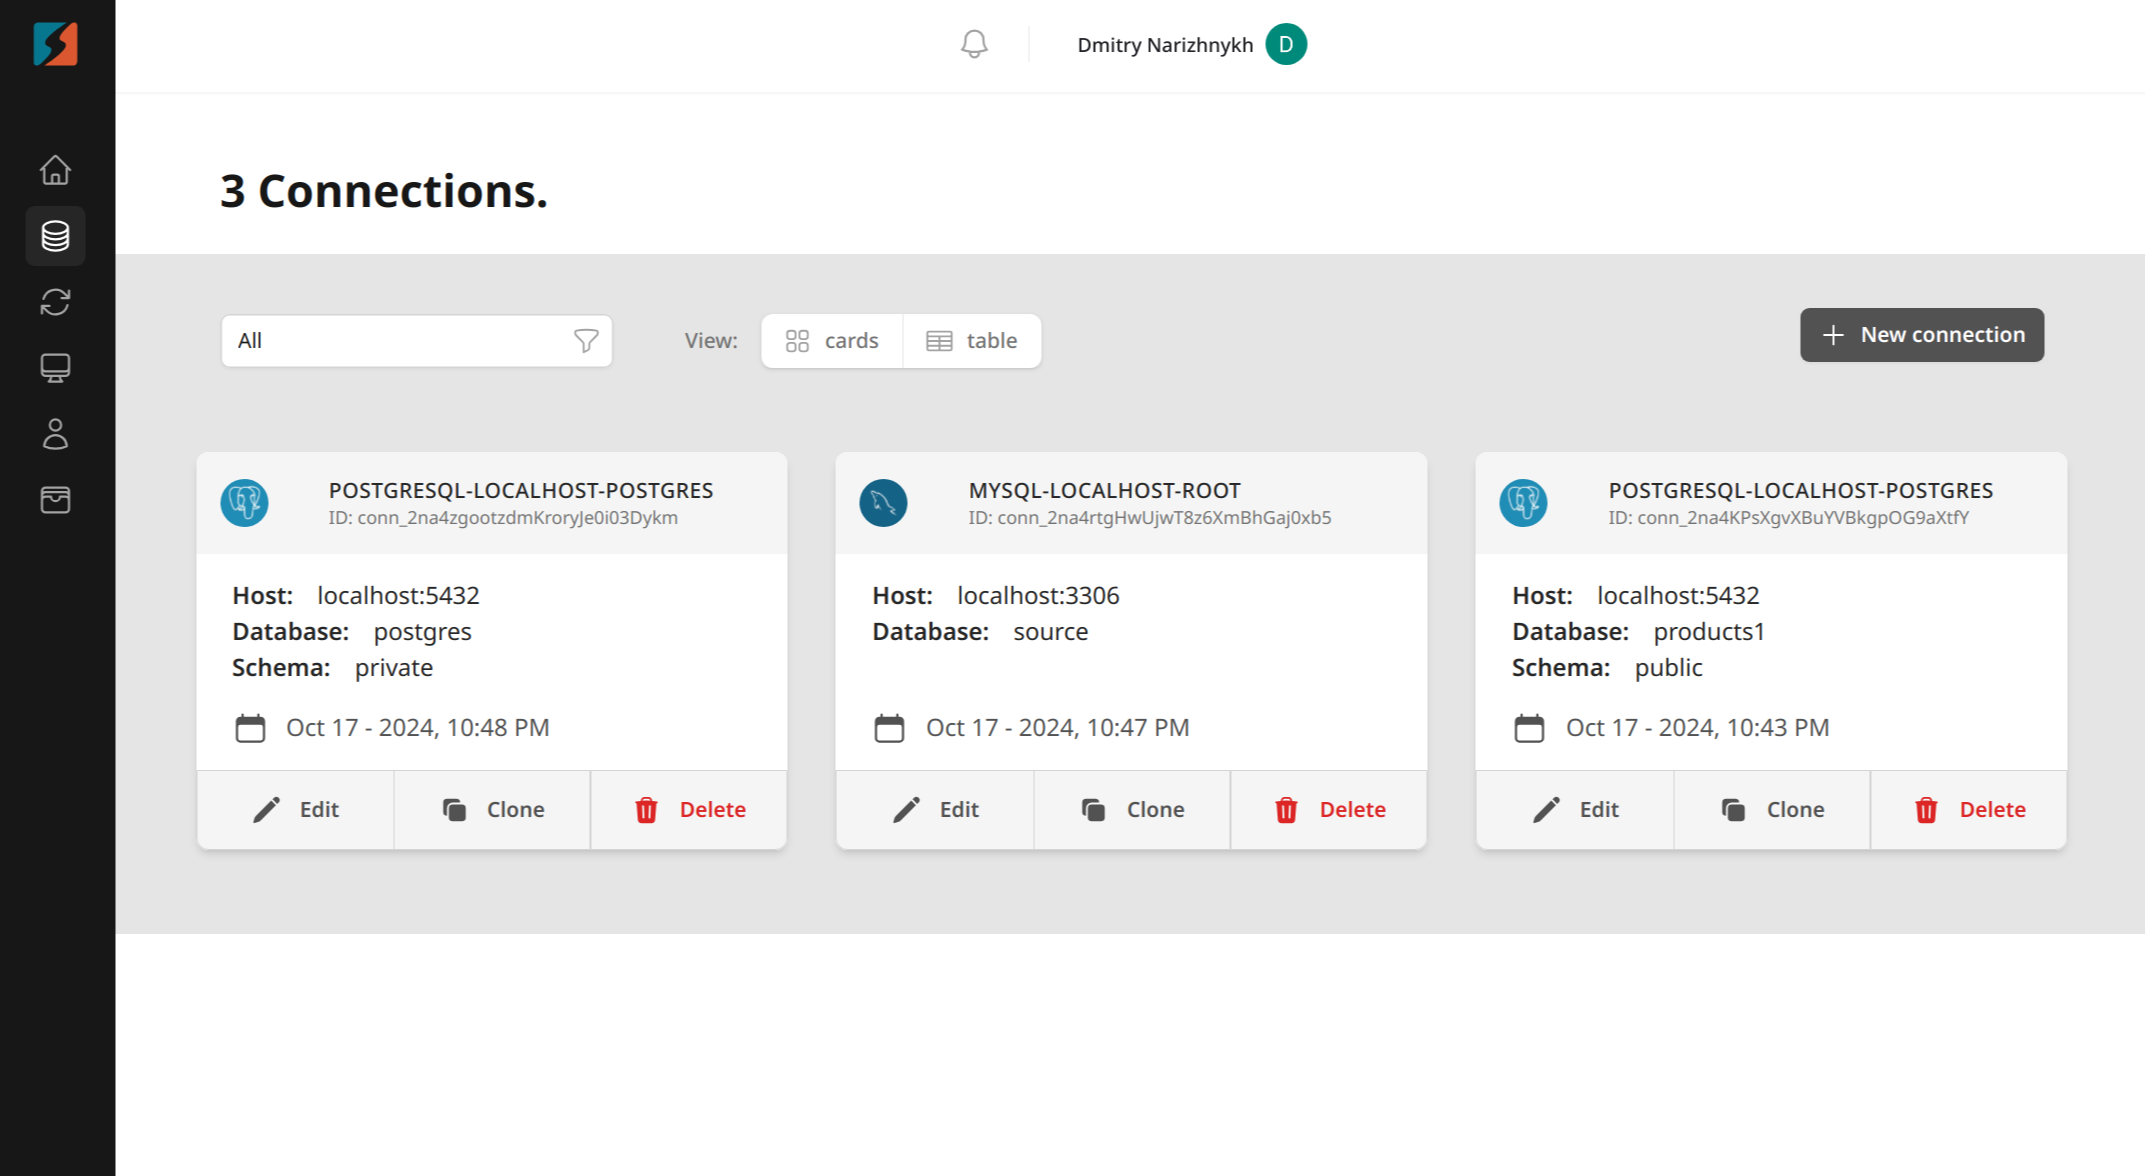 Dmitry Narizhnykh D
3 Connections.
All
View: cards table
New connection
POSTGRESQL-LOCALHOST-POSTGRES
ID: conn_2na4zgootzdmKroryJe0i03Dykm
Host: localhost:5432
Database: postgres
Schema: private
Oct 17 - 2024, 10:48 PM
Edit Clone Delete
MYSQL-LOCALHOST-ROOT
ID: conn_2na4rtgHwUjwT8z6XmBhGaj0xb5
Host: localhost:3306
Database: source
Oct 17 - 2024, 10:47 PM
Edit Clone Delete
POSTGRESQL-LOCALHOST-POSTGRES
ID: conn_2na4KPsXgvXBuYVBkgpOG9aXtfY
Host: localhost:5432
Database: products1
Schema: public
Oct 17 - 2024, 10:43 PM
Edit Clone Delete